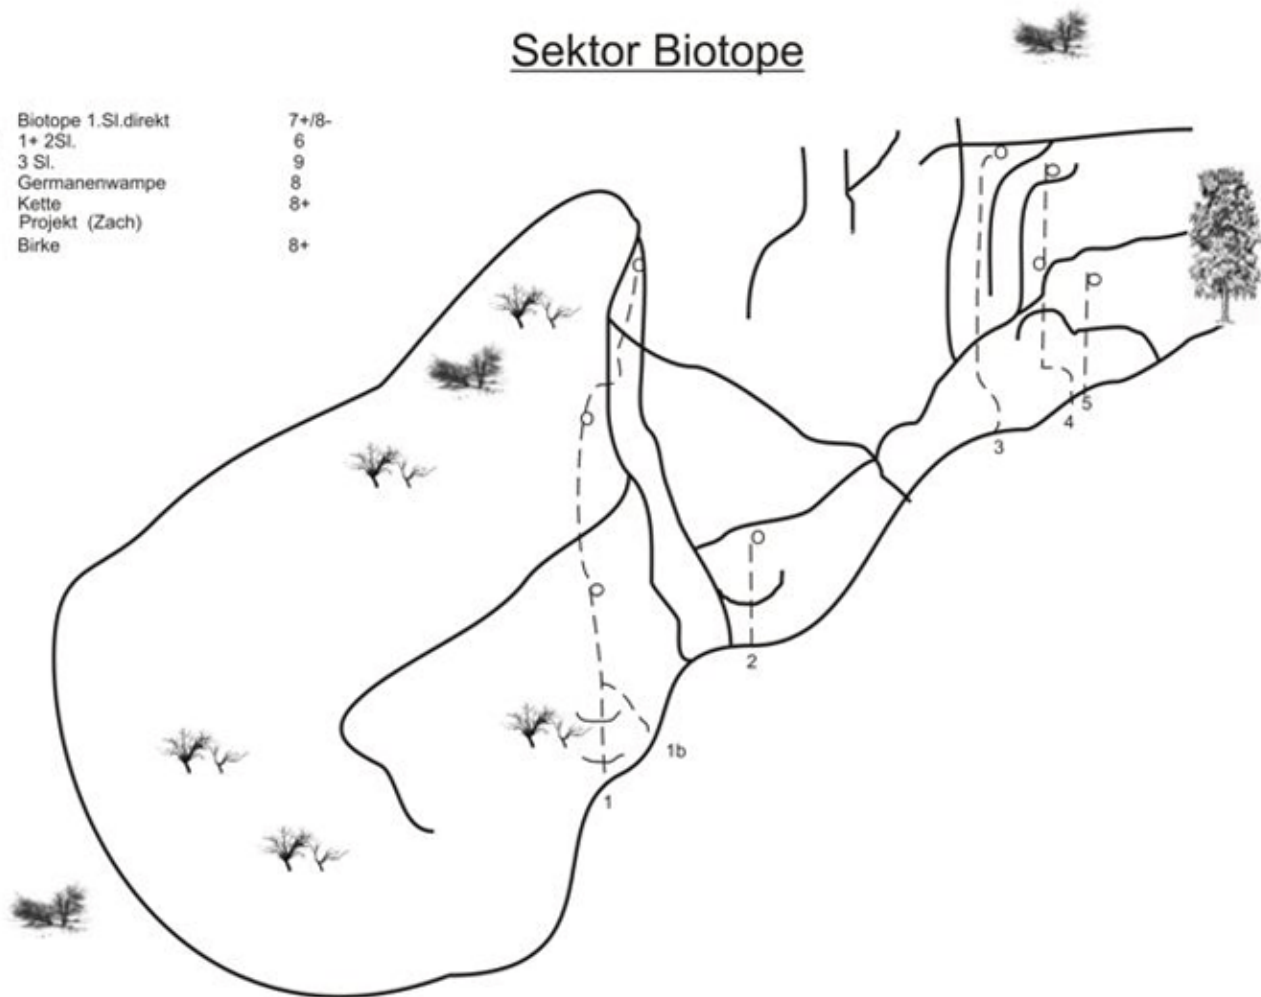 Sektor Biotope
Biotope 1.Sl.direkt 7+/8-
1+ 2Sl. 6
3 Sl. 9
Germanenwampe 8
Kette 8+
Projekt (Zach)
Birke 8+
5
4
3
2
1b
1